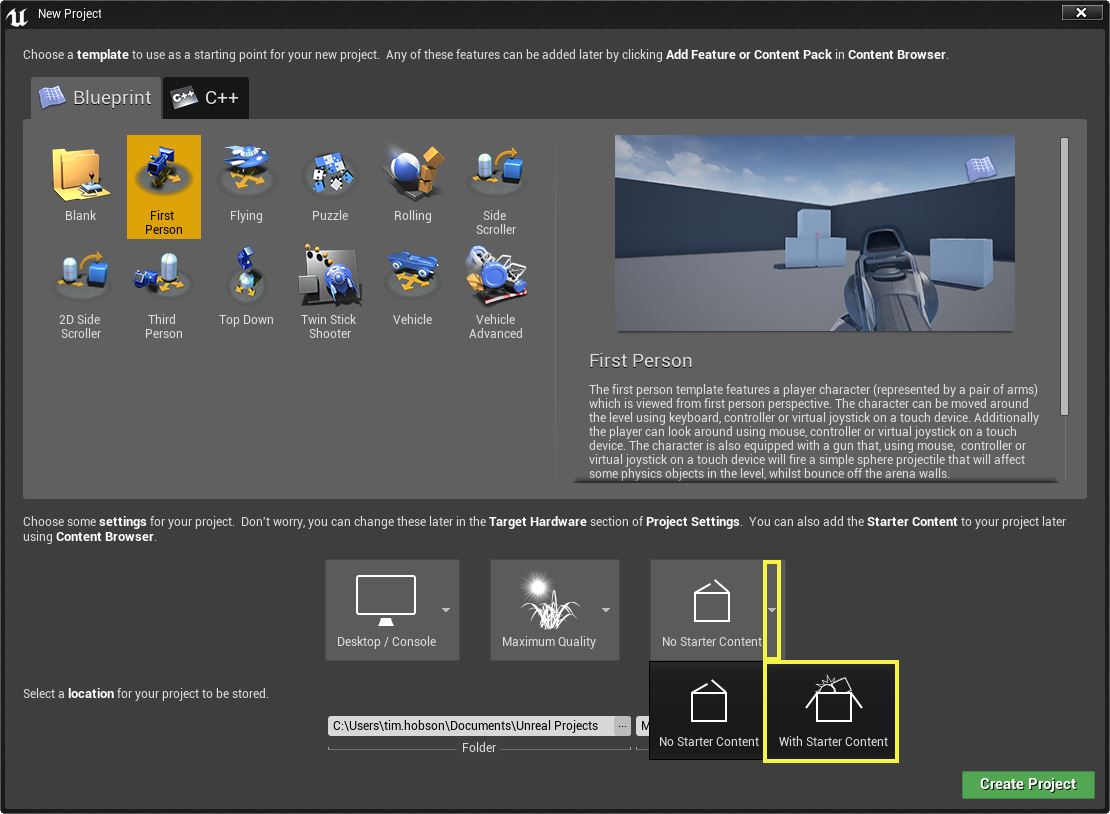 New Project
Choose a template to use as a starting point for your new project. Any of these features can be added later by clicking Add Feature or Content Pack in Content Browser.
Blueprint
C++ C++
Blank
First
Person
Flying
Puzzle
Rolling
Side
Scroller
2D Side
Scroller
Third
Person
Top Down
Twin Stick
Shooter
Vehicle
Vehicle
Advanced
First Person
The first person template features a player character (represented by a pair of arms)
which is viewed from first person perspective. The character can be moved around
the level using keyboard, controller or virtual joystick on a touch device. Additionally
the player can look around using mouse, controller or virtual joystick on a touch
device. The character is also equipped with a gun that, using mouse, controller or
virtual joystick on a touch device will fire a simple sphere projectile that will affect
some physics objects in the level, whilst bounce off the arena walls.
Choose some settings for your project. Don't worry, you can change these later in the Target Hardware section of Project Settings. You can also add the Starter Content to your project later
using Content Browser.
Desktop / Console
Maximum Quality
No Starter Content
Select a location for your project to be stored.
No Starter Content
With Starter Content
C:\Users\tim.hobson\Documents\Unreal Projects ... M
Folder
Create Project